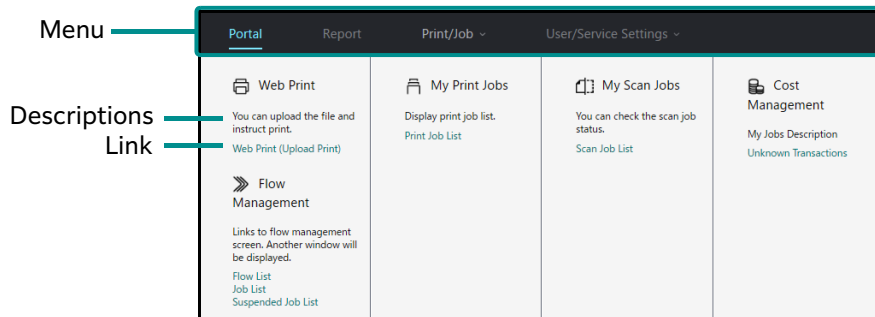 Menu
Portal Report Print/Job User/Service Settings
Web Print
Descriptions
You can upload the file and
instruct print.
Link
Web Print (Upload Print)
Flow
Management
Links to flow management
screen. Another window will
be displayed.
Flow List
Job List
Suspended Job List
My Print Jobs
Display print job list.
Print Job List
My Scan Jobs
You can check the scan job
status.
Scan Job List
Cost
Management
My Jobs Description
Unknown Transactions